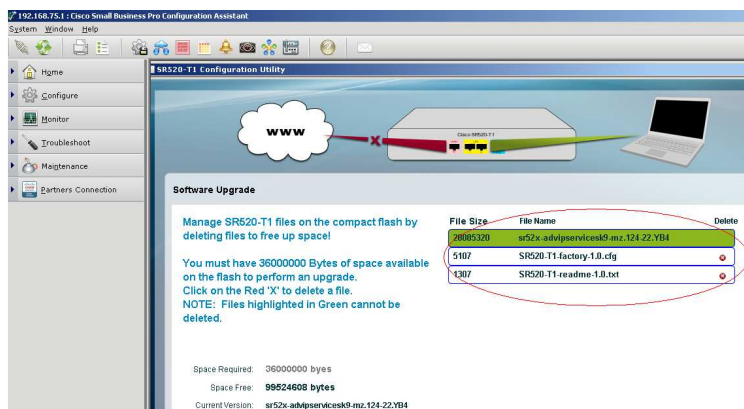 192.168.75.1 : Cisco Small Business Pro Configuration Assistant
System Window Help
Home
Configure
Monitor
Troubleshoot
Maintenance
Partners Connection
SR520-T1 Configuration Utility
www
X
Cisco SR520-T1
Software Upgrade
Manage SR520-T1 files on the compact flash by
deleting files to free up space!
You must have 36000000 Bytes of space available
on the flash to perform an upgrade.
Click on the Red 'X' to delete a file.
NOTE: Files highlighted in Green cannot be
deleted.
File Size File Name Delete
28085320 sr52x-advipservicesk9-mz.124-22.YB4
5107 SR520-T1-factory-1.0.cfg
1307 SR520-T1-readme-1.0.txt
Space Required: 36000000 byes
Space Free: 99524608 bytes
Current Version: sr52x-advipservicesk9-mz.124-22.YB4